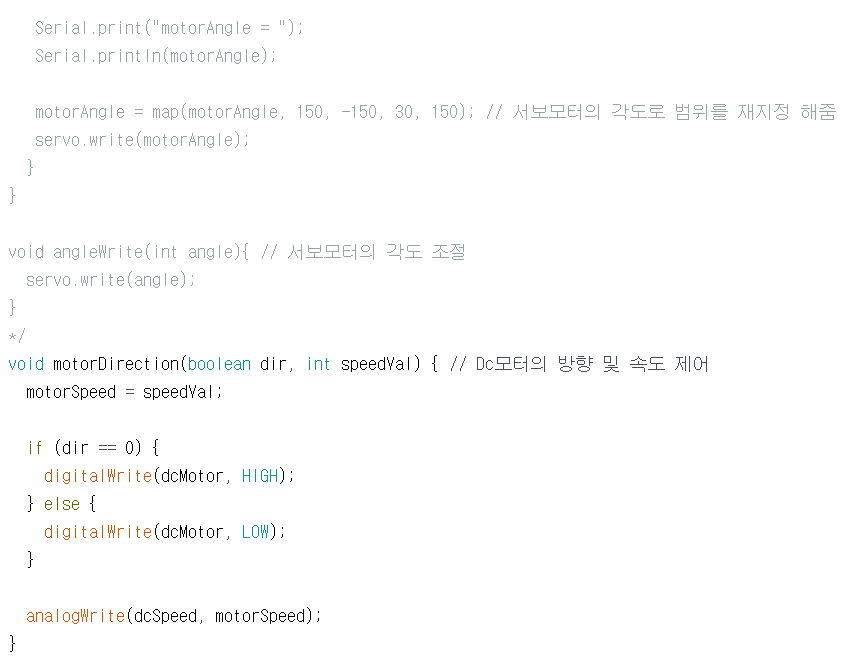 Serial.print("motorAngle = ");
Serial.println(motorAngle);
motorAngle = map(motorAngle, 150, -150, 30, 150); // 서보모터의 각도로 범위를 재지정 해줌
servo.write(motorAngle);
}
}
void angleWrite(int angle){ // 서보모터의 각도 조절
servo.write(angle);
}
*/
void motorDirection(boolean dir, int speedVal) { // Dc모터의 방향 및 속도 제어
motorSpeed = speedVal;
if (dir == 0) {
digitalWrite(dcMotor, HIGH);
} else {
digitalWrite(dcMotor, LOW);
}
analogWrite(dcSpeed, motorSpeed);
}